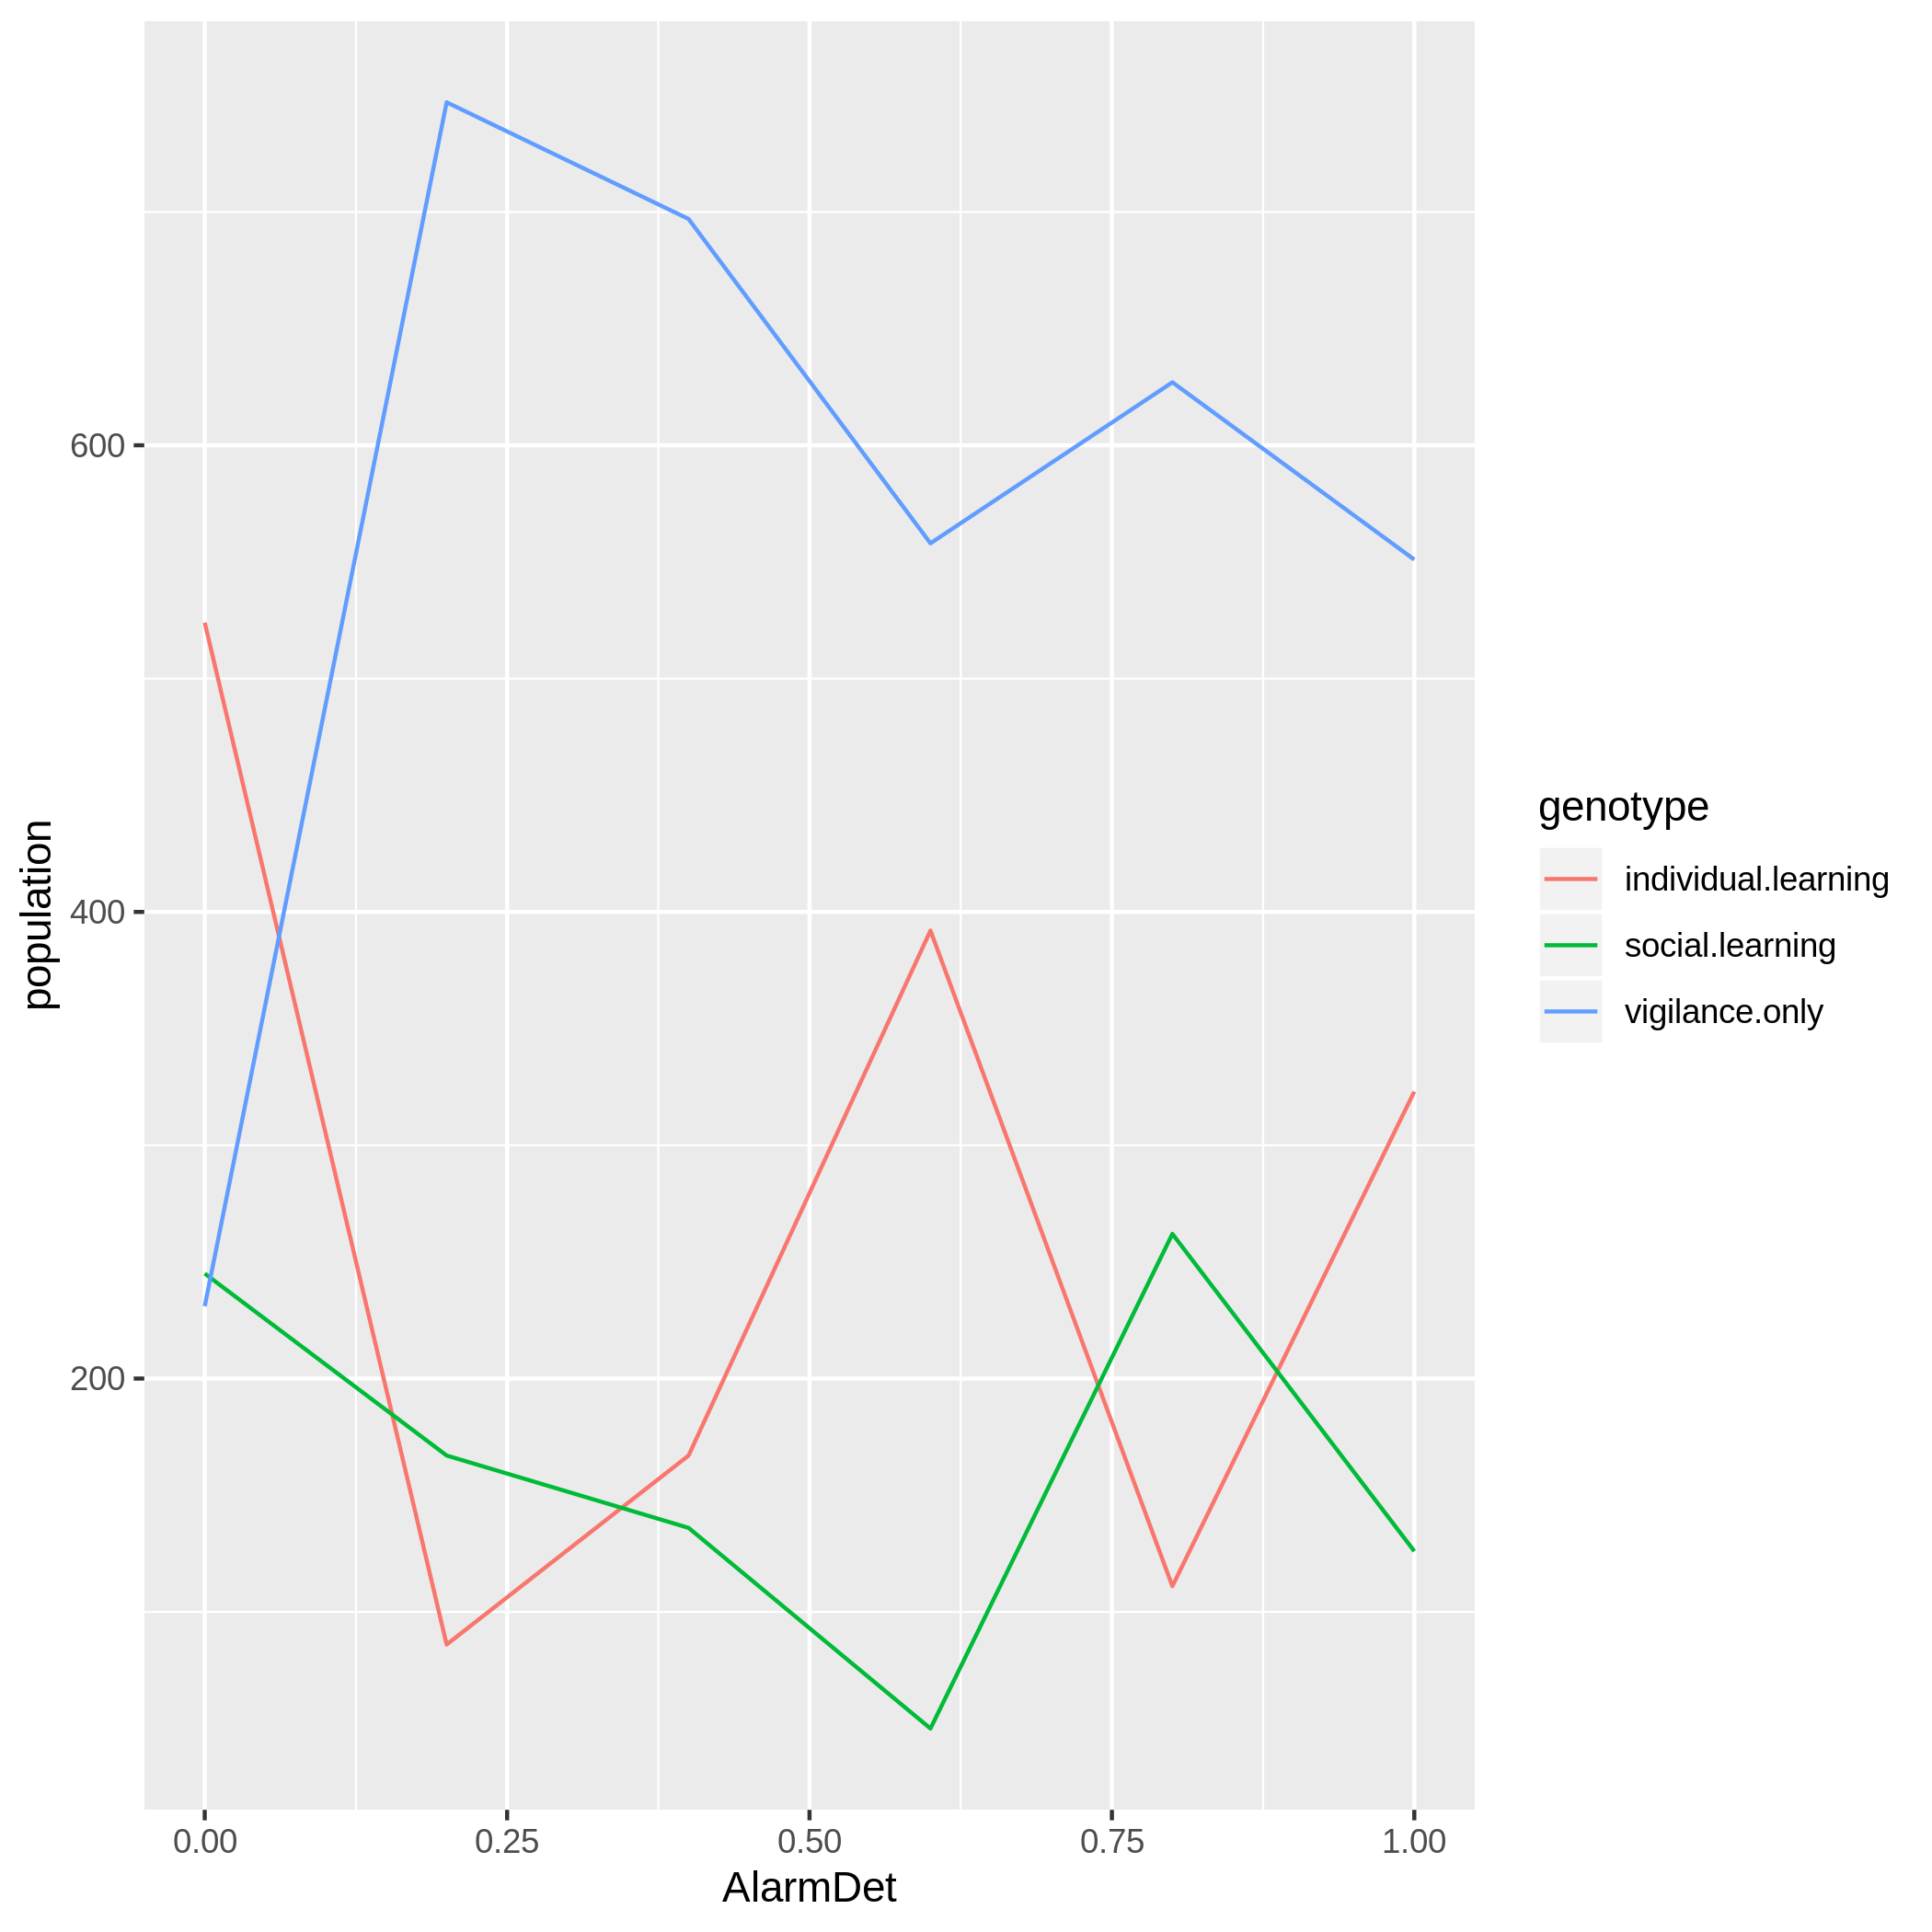 population
600
400
200
0.00 0.25 0.50 0.75 1.00
AlarmDet
genotype
individual.learning
social.learning
vigilance.only